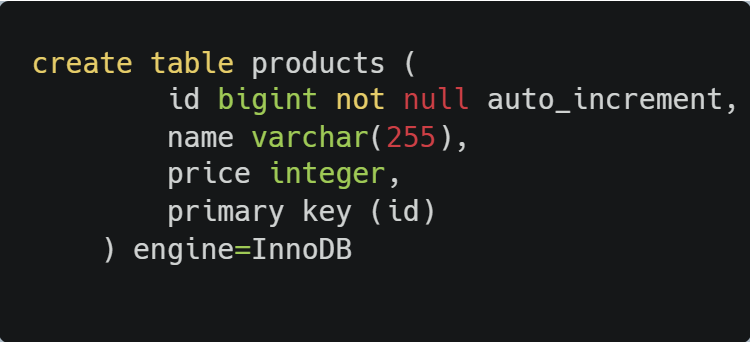 create table products (
id bigint not null auto_increment,
name varchar(255),
price integer,
primary key (id)
) engine=InnoDB